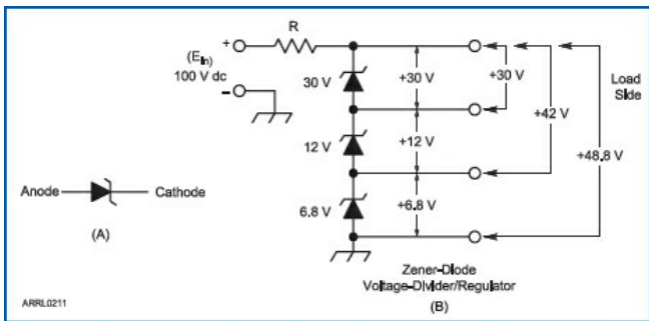 R
+
(E_in)
100 V dc
–
30 V
12 V
6.8 V
+30 V
+12 V
+6.8 V
+30 V
+42 V
+48.8 V
Load
Side
Anode
Cathode
(A)
Zener-Diode
Voltage-Divider/Regulator
(B)
ARRL0211